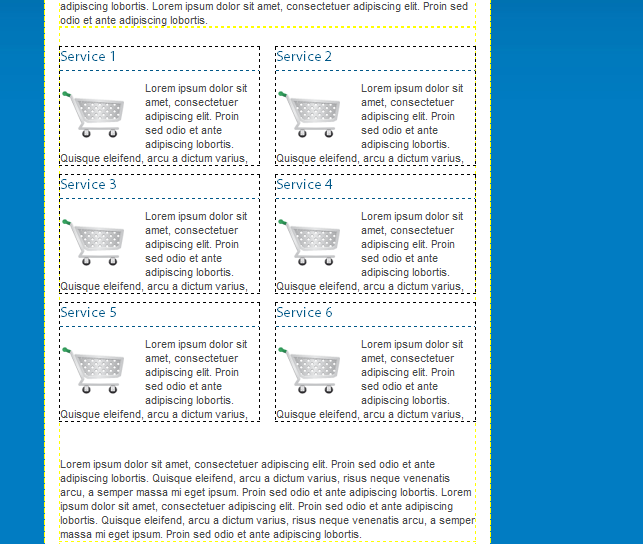 adipiscing lobortis. Lorem ipsum dolor sit amet, consectetuer adipiscing elit. Proin sed
odio et ante adipiscing lobortis.
Service 1
Lorem ipsum dolor sit
amet, consectetuer
adipiscing elit. Proin
sed odio et ante
adipiscing lobortis.
Quisque eleifend, arcu a dictum varius,
Service 2
Lorem ipsum dolor sit
amet, consectetuer
adipiscing elit. Proin
sed odio et ante
adipiscing lobortis.
Quisque eleifend, arcu a dictum varius,
Service 3
Lorem ipsum dolor sit
amet, consectetuer
adipiscing elit. Proin
sed odio et ante
adipiscing lobortis.
Quisque eleifend, arcu a dictum varius,
Service 4
Lorem ipsum dolor sit
amet, consectetuer
adipiscing elit. Proin
sed odio et ante
adipiscing lobortis.
Quisque eleifend, arcu a dictum varius,
Service 5
Lorem ipsum dolor sit
amet, consectetuer
adipiscing elit. Proin
sed odio et ante
adipiscing lobortis.
Quisque eleifend, arcu a dictum varius,
Service 6
Lorem ipsum dolor sit
amet, consectetuer
adipiscing elit. Proin
sed odio et ante
adipiscing lobortis.
Quisque eleifend, arcu a dictum varius,
Lorem ipsum dolor sit amet, consectetuer adipiscing elit. Proin sed odio et ante
adipiscing lobortis. Quisque eleifend, arcu a dictum varius, risus neque venenatis
arcu, a semper massa mi eget ipsum. Proin sed odio et ante adipiscing lobortis. Lorem
ipsum dolor sit amet, consectetuer adipiscing elit. Proin sed odio et ante adipiscing
lobortis. Quisque eleifend, arcu a dictum varius, risus neque venenatis arcu, a semper
massa mi eget ipsum. Proin sed odio et ante adipiscing lobortis.